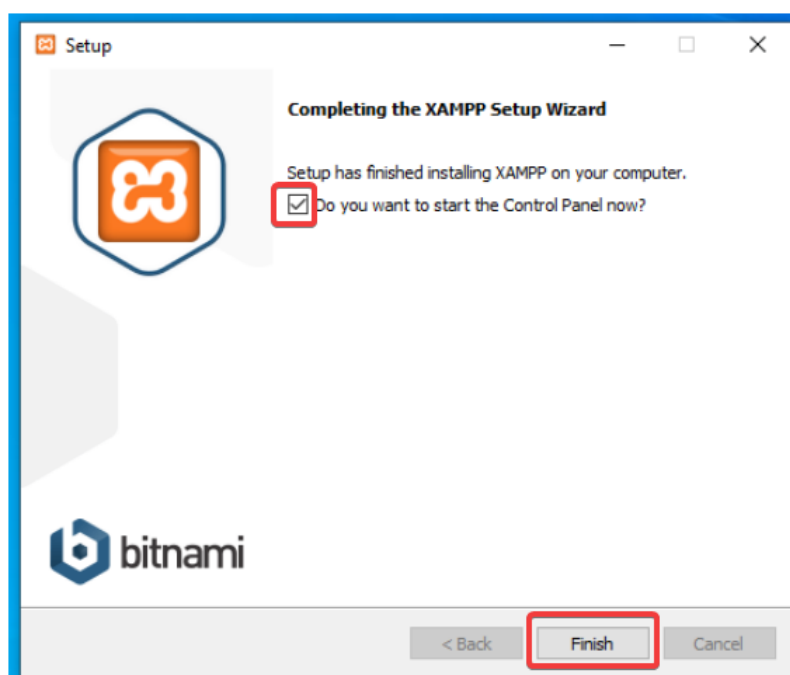 Setup
Completing the XAMPP Setup Wizard
Setup has finished installing XAMPP on your computer.
Do you want to start the Control Panel now?
bitnami
< Back
Finish
Cancel